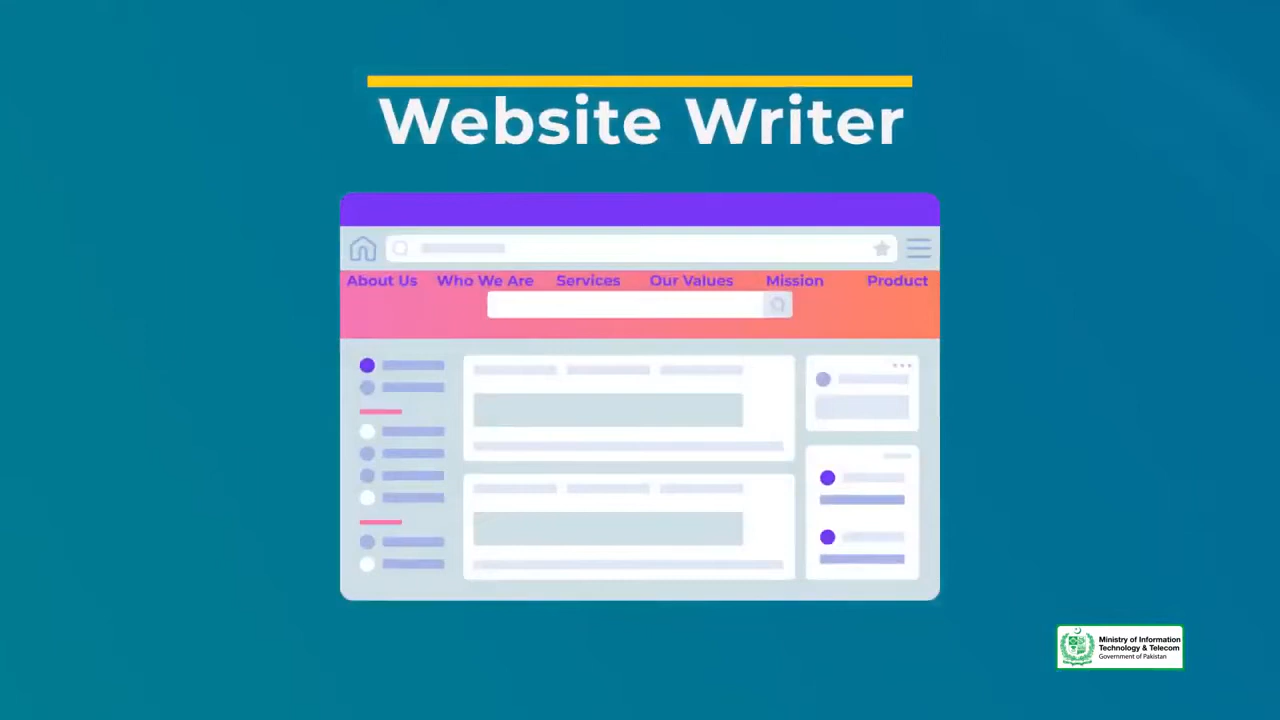 Website Writer
About Us Who We Are Services Our Values Mission Product
Ministry of Information
Technology & Telecom
Government of Pakistan